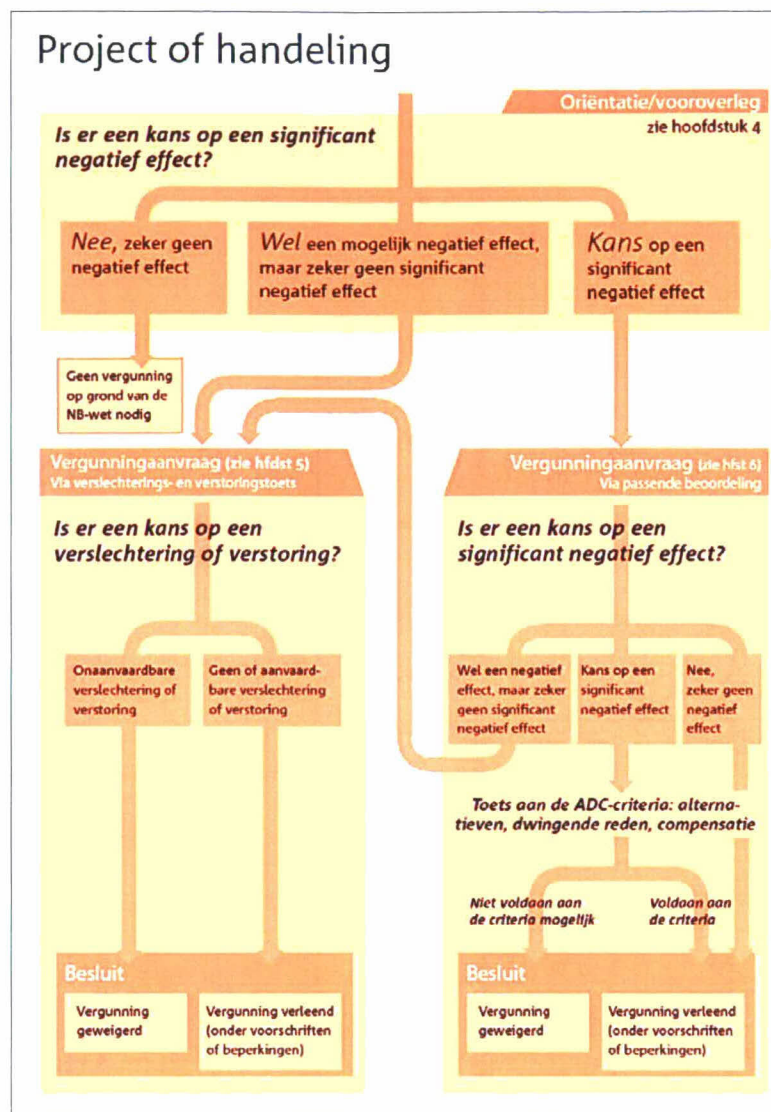 Project of handeling
Oriëntatie/vooroverleg
zie hoofdstuk 4
Is er een kans op een significant
negatief effect?
Nee, zeker geen
negatief effect
Wel een mogelijk negatief effect,
maar zeker geen significant
negatief effect
Kans op een
significant
negatief effect
Geen vergunning
op grond van de
NB-wet nodig
Vergunningaanvraag (zie hfdst 5)
Via verslechterings- en verstoringstoets
Is er een kans op een
verslechtering of verstoring?
Onaanvaardbare
verslechtering of
verstoring
Geen of aanvaard-
bare verslechtering
of verstoring
Besluit
Vergunning
geweigerd
Vergunning verleend
(onder voorschriften
of beperkingen)
Vergunningaanvraag (zie hfst 6)
Via passende beoordeling
Is er een kans op een
significant negatief effect?
Wel een negatief
effect, maar zeker
geen significant
negatief effect
Kans op een
significant
negatief effect
Nee,
zeker geen
negatief
effect
Toets aan de ADC-criteria: alterna-
tieven, dwingende reden, compensatie
Niet voldaan aan
de criteria mogelijk
Voldaan aan
de criteria
Besluit
Vergunning
geweigerd
Vergunning verleend
(onder voorschriften
of beperkingen)